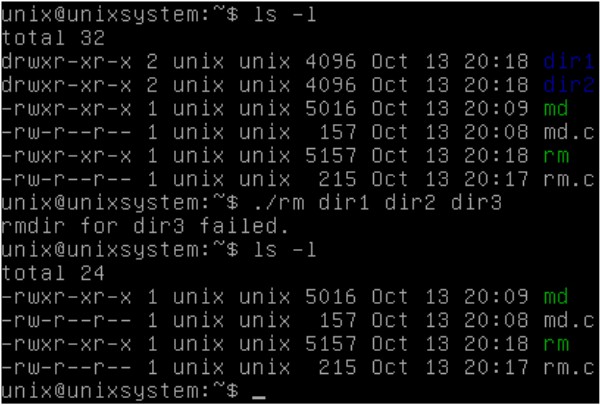 unix@unixsystem:~$ ls -l
total 32
drwxr-xr-x 2 unix unix 4096 Oct 13 20:18 dir1
drwxr-xr-x 2 unix unix 4096 Oct 13 20:18 dir2
-rwxr-xr-x 1 unix unix 5016 Oct 13 20:09 md
-rw-r--r-- 1 unix unix  157 Oct 13 20:08 md.c
-rwxr-xr-x 1 unix unix 5157 Oct 13 20:18 rm
-rw-r--r-- 1 unix unix  215 Oct 13 20:17 rm.c
unix@unixsystem:~$ ./rm dir1 dir2 dir3
rmdir for dir3 failed.
unix@unixsystem:~$ ls -l
total 24
-rwxr-xr-x 1 unix unix 5016 Oct 13 20:09 md
-rw-r--r-- 1 unix unix  157 Oct 13 20:08 md.c
-rwxr-xr-x 1 unix unix 5157 Oct 13 20:18 rm
-rw-r--r-- 1 unix unix  215 Oct 13 20:17 rm.c
unix@unixsystem:~$ _